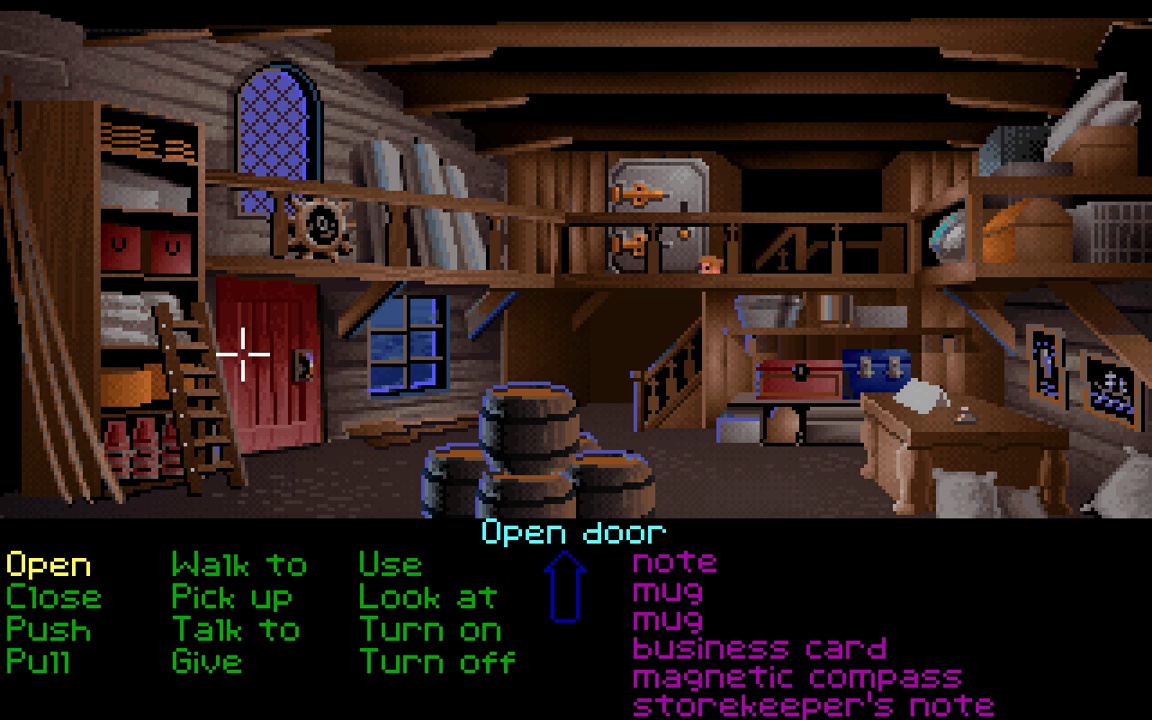 Open door
Open Walk to Use
Close Pick up Look at
Push Talk to Turn on
Pull Give Turn off
note
mug
mug
business card
magnetic compass
storekeeper's note